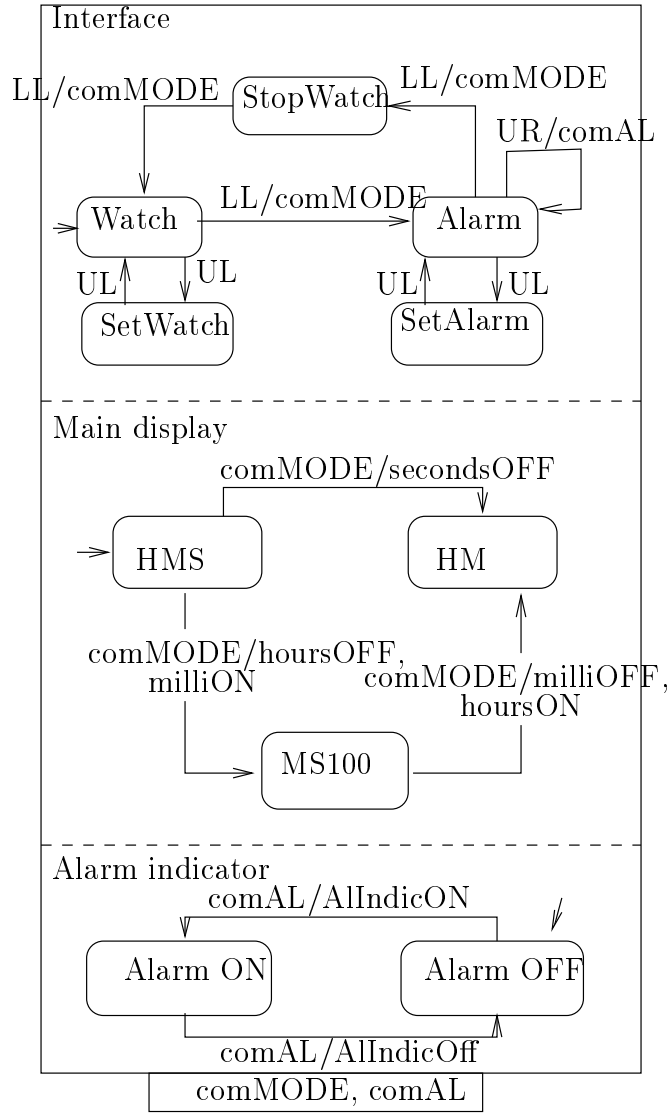 Interface
LL/comMODE
StopWatch
LL/comMODE
UR/comAL
Watch
LL/comMODE
Alarm
UL
UL
UL
UL
SetWatch
SetAlarm
Main display
comMODE/secondsOFF
HMS
HM
comMODE/hoursOFF,
milliON
comMODE/milliOFF,
hoursON
MS100
Alarm indicator
comAL/AlIndicON
Alarm ON
Alarm OFF
comAL/AlIndicOff
comMODE, comAL